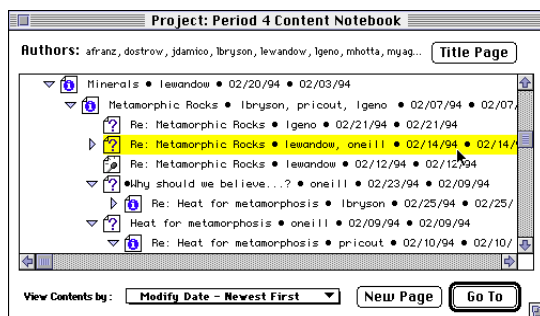 Project: Period 4 Content Notebook
Authors: afranz, dostrow, jdamico, lbryson, lewandow, lgeno, mhotta, myag... Title Page
Minerals • lewandow • 02/20/94 • 02/03/94
Metamorphic Rocks • lbryson, pricout, lgeno • 02/07/94 • 02/07/
Re: Metamorphic Rocks • lgeno • 02/21/94 • 02/21/94
Re: Metamorphic Rocks • lewandow, oneill • 02/14/94 • 02/14/
Re: Metamorphic Rocks • lewandow • 02/12/94 • 02/12/94
•Why should we believe...? • oneill • 02/23/94 • 02/09/94
Re: Heat for metamorphosis • lbryson • 02/25/94 • 02/25/
Heat for metamorphosis • oneill • 02/09/94 • 02/09/94
Re: Heat for metamorphosis • pricout • 02/10/94 • 02/10/
View Contents by: Modify Date - Newest First New Page Go To